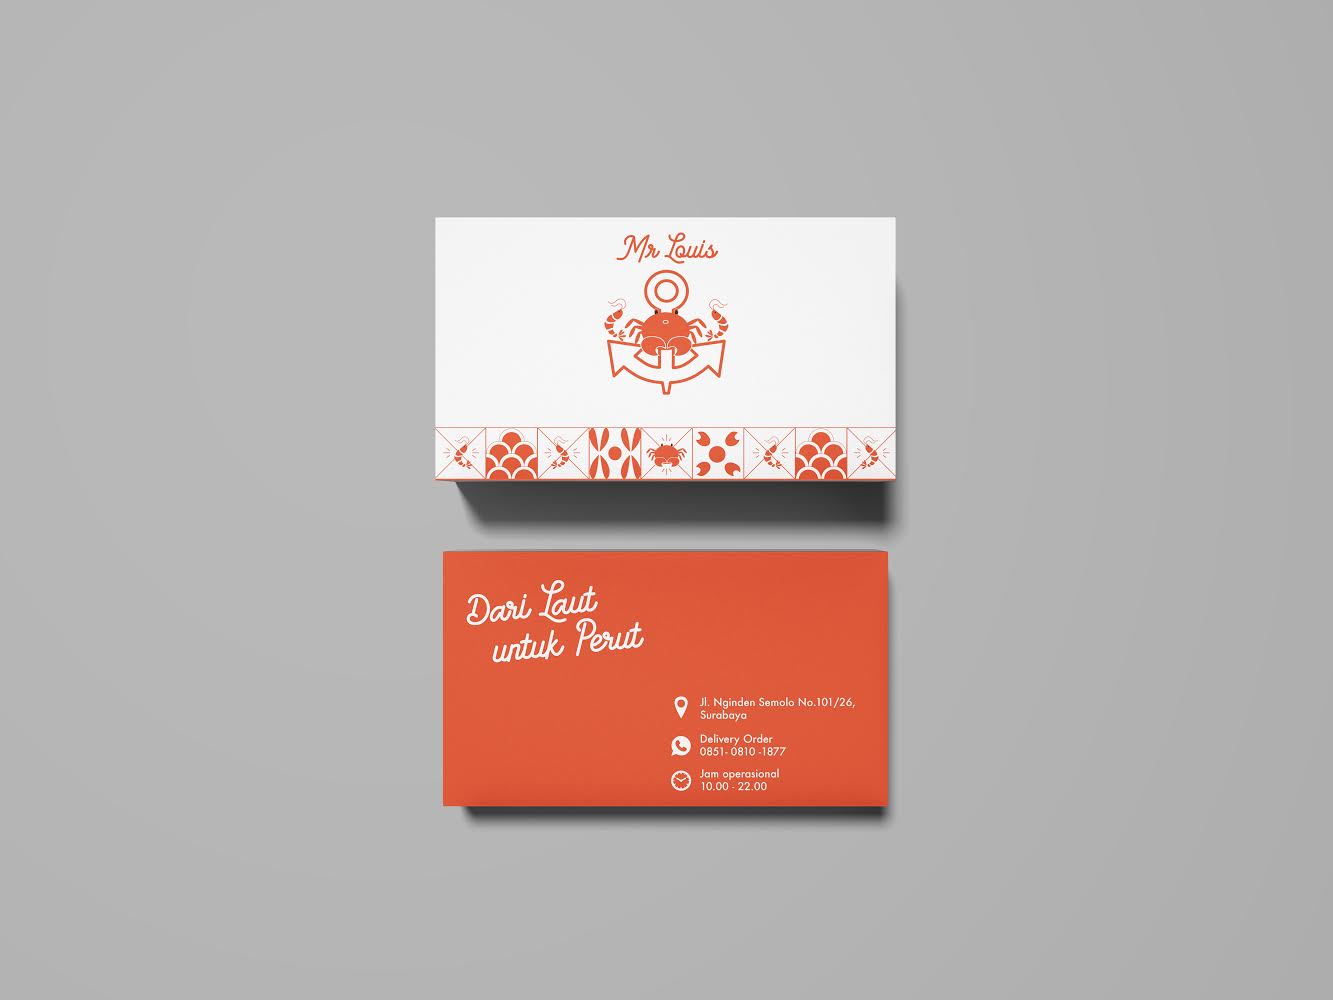 Mr Louis
Dari Laut
untuk Perut
Jl. Nginden Semolo No.101/26,
Surabaya
Delivery Order
0851- 0810 -1877
Jam operasional
10.00 - 22.00